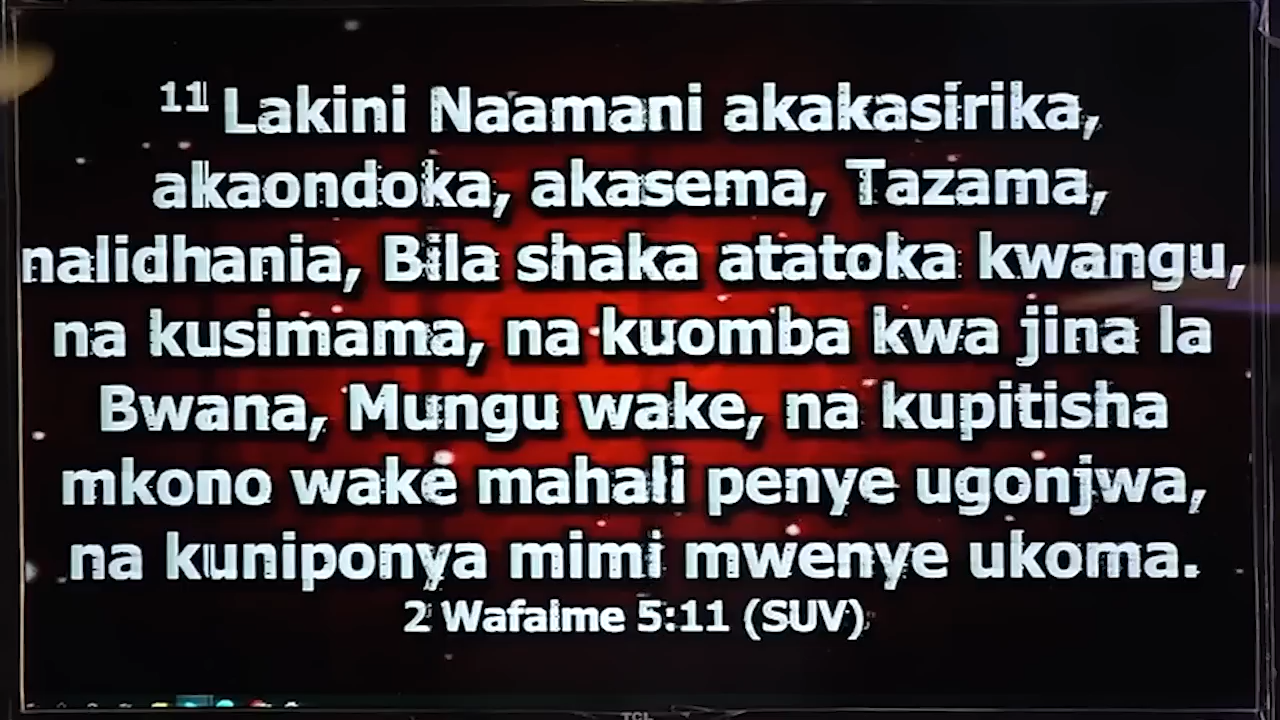 11 Lakini Naamani akakasirika,
akaondoka, akasema, Tazama,
nalidhania, Bila shaka atatoka kwangu,
na kusimama, na kuomba kwa jina la
Bwana, Mungu wake, na kupitisha
mkono wake mahali penye ugonjwa,
na kuniponya mimi mwenye ukoma.
2 Wafalme 5:11 (SUV)
TCL